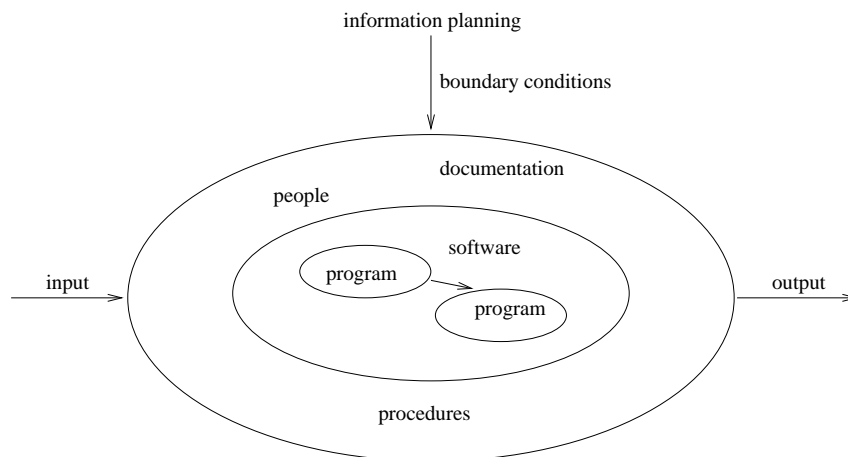 information planning
boundary conditions
documentation
people
software
program
input
output
program
procedures